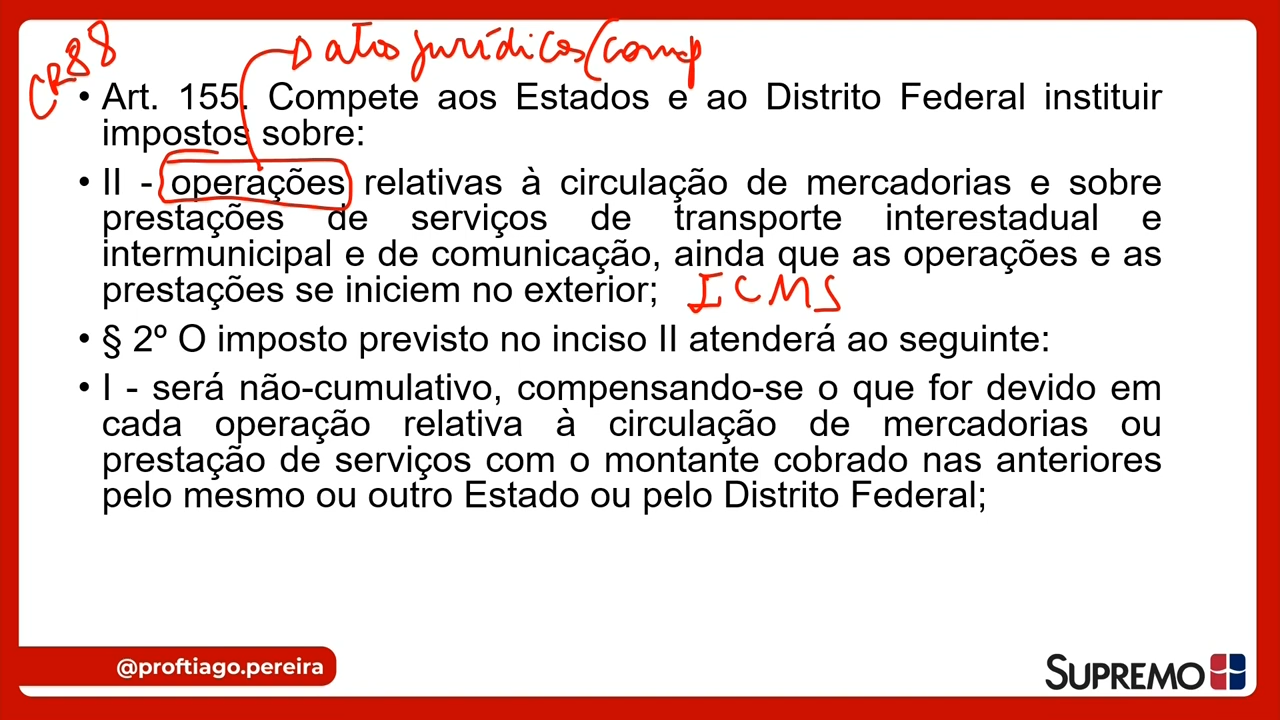 CR88
atos jurídicos (comp
• Art. 155. Compete aos Estados e ao Distrito Federal instituir
impostos sobre:
• II - operações relativas à circulação de mercadorias e sobre
prestações de serviços de transporte interestadual e
intermunicipal e de comunicação, ainda que as operações e as
prestações se iniciem no exterior; ICMS
• § 2º O imposto previsto no inciso II atenderá ao seguinte:
• I - será não-cumulativo, compensando-se o que for devido em
cada operação relativa à circulação de mercadorias ou
prestação de serviços com o montante cobrado nas anteriores
pelo mesmo ou outro Estado ou pelo Distrito Federal;
@proftiago.pereira
SUPREMO